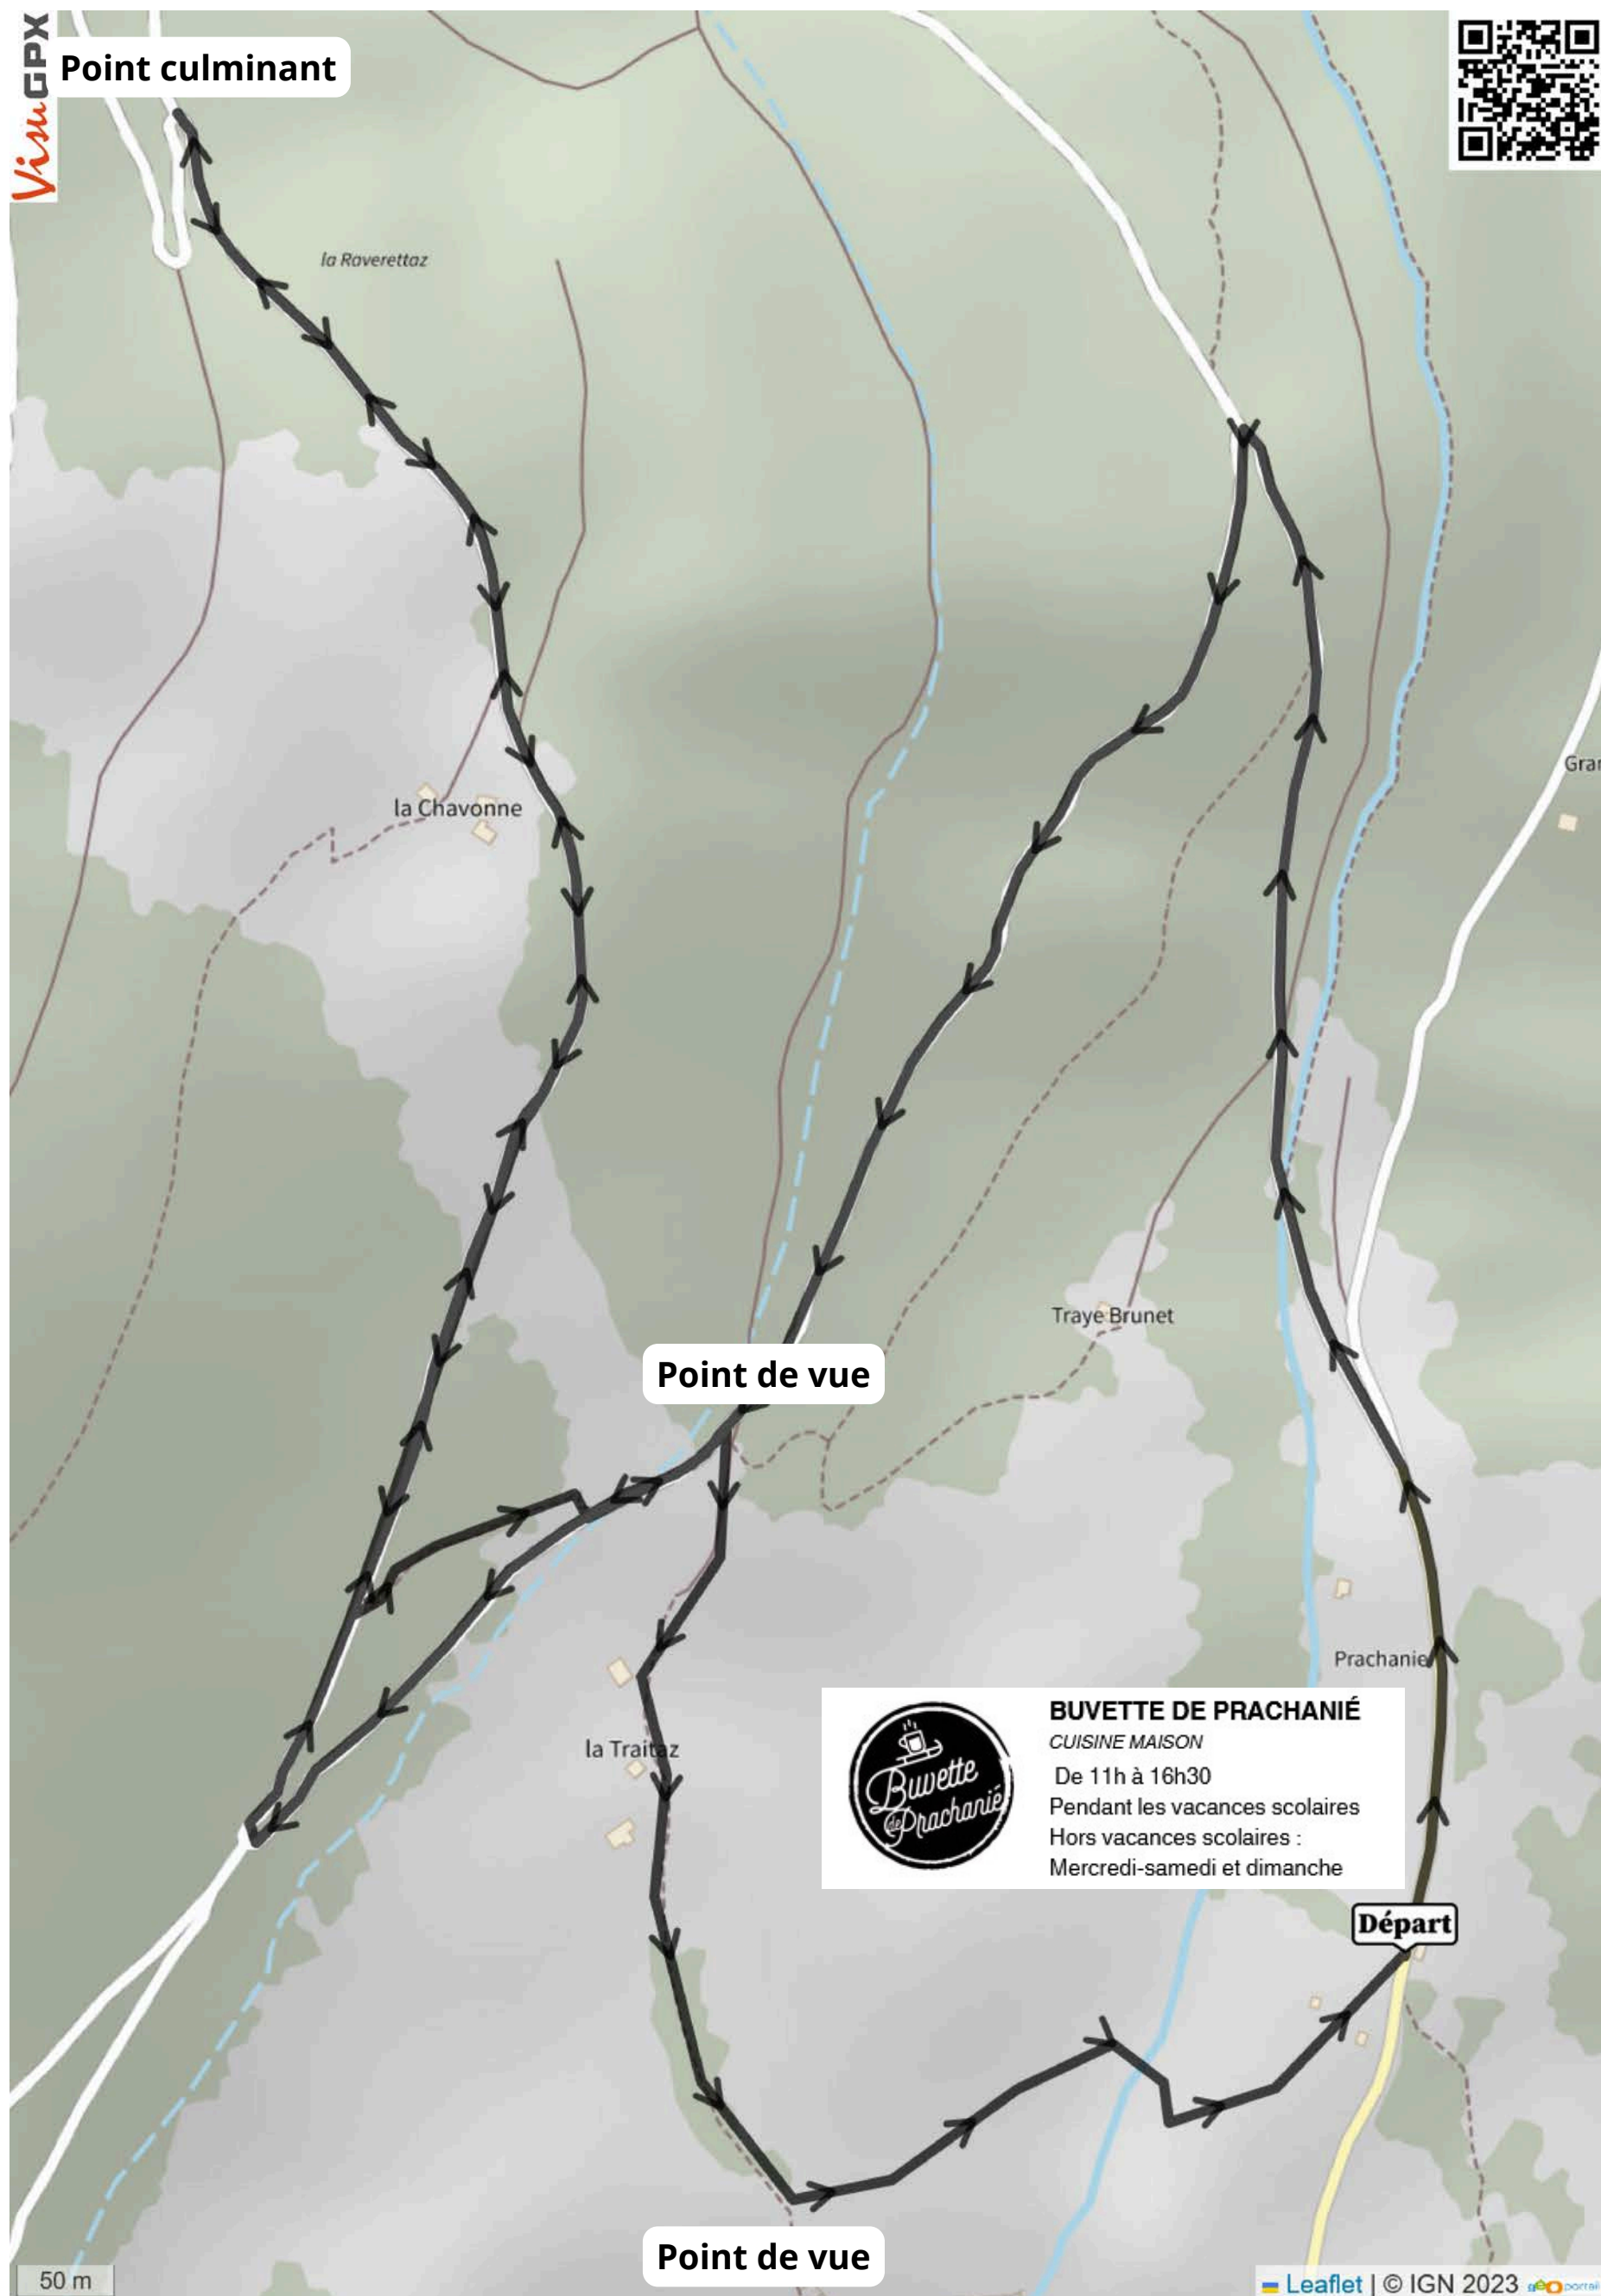 VisuGPX
Point culminant
la Raverettaz
la Chavonne
Traye Brunet
Point de vue
Prachanie
la Traitaz
Buvette
de Prachanié
BUVETTE DE PRACHANIÉ
CUISINE MAISON
De 11h à 16h30
Pendant les vacances scolaires
Hors vacances scolaires :
Mercredi-samedi et dimanche
Départ
Point de vue
50 m
Leaflet | © IGN 2023 géoportail